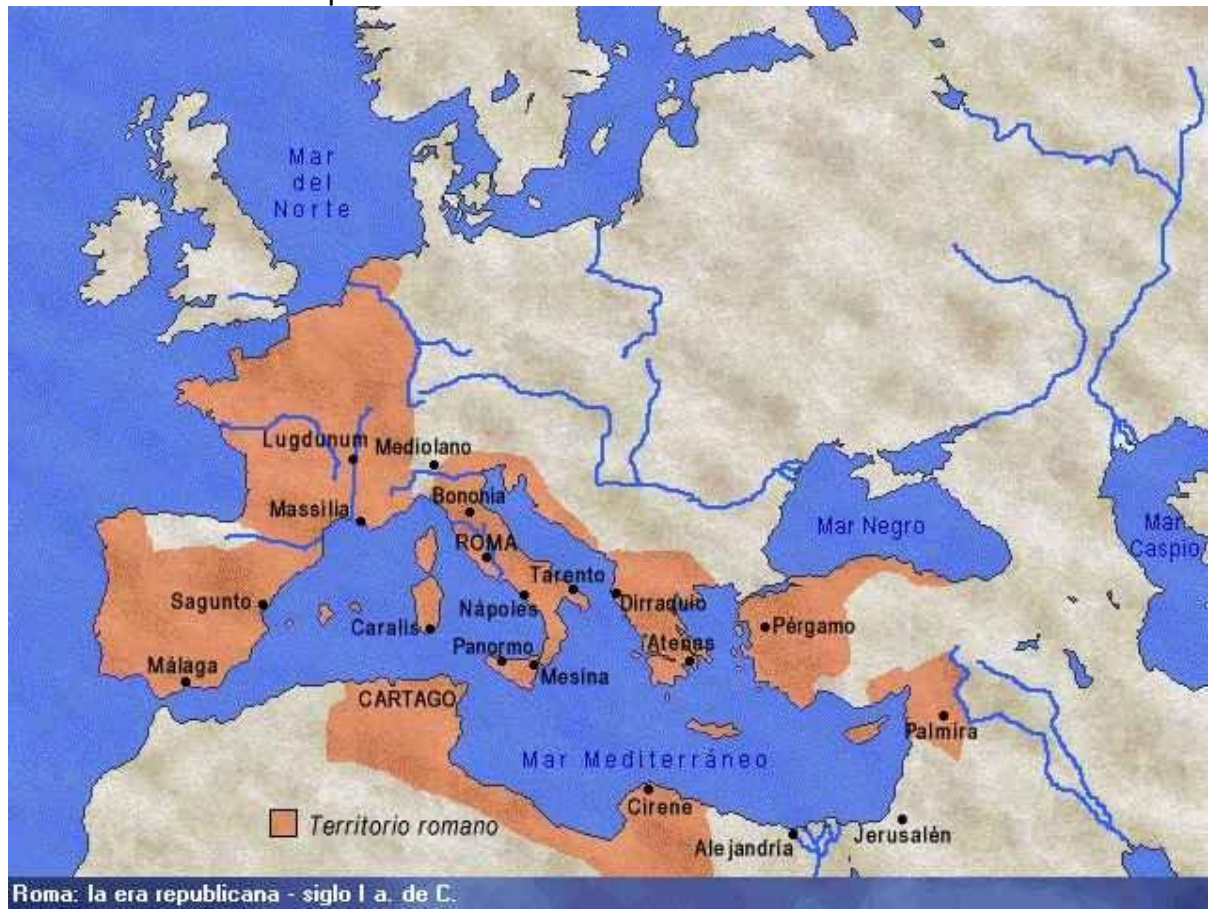 Mar
del
Norte
Lugdunum
Mediolano
Massilia
Bononia
ROMA
Mar Negro
Mar
Caspio
Sagunto
Tarento
Dirraquio
Nápoles
Caralis
Pérgamo
Panormo
Atenas
Málaga
Mesina
CARTAGO
Palmira
Mar Mediterráneo
Cirene
Territorio romano
Alejandría
Jerusalén
Roma: la era republicana - siglo I a. de C.